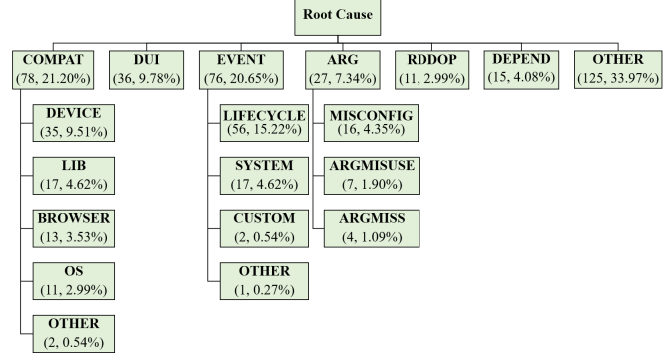 Root Cause
COMPAT
(78, 21.20%)
DUI
(36, 9.78%)
EVENT
(76, 20.65%)
ARG
(27, 7.34%)
RDDOP
(11, 2.99%)
DEPEND
(15, 4.08%)
OTHER
(125, 33.97%)
DEVICE
(35, 9.51%)
LIB
(17, 4.62%)
BROWSER
(13, 3.53%)
OS
(11, 2.99%)
OTHER
(2, 0.54%)
LIFECYCLE
(56, 15.22%)
SYSTEM
(17, 4.62%)
CUSTOM
(2, 0.54%)
OTHER
(1, 0.27%)
MISCONFIG
(16, 4.35%)
ARGMISUSE
(7, 1.90%)
ARGMISS
(4, 1.09%)